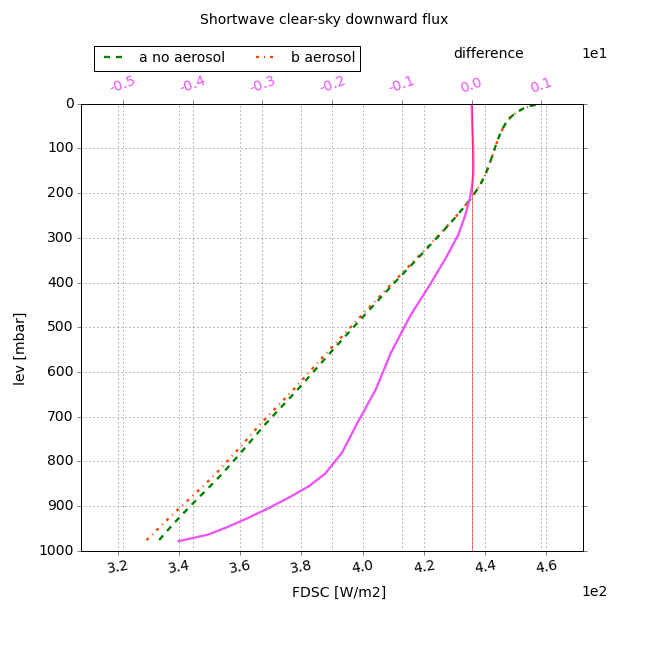 Shortwave clear-sky downward flux
a no aerosol b aerosol
difference 1e1
-0.5 -0.4 -0.3 -0.2 -0.1 0.0 0.1
0
100
200
300
400
500
600
700
800
900
1000
lev [mbar]
3.2 3.4 3.6 3.8 4.0 4.2 4.4 4.6
FDSC [W/m2] 1e2